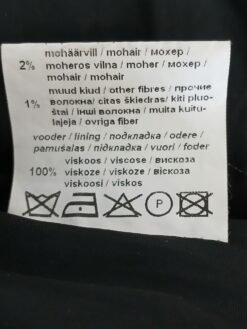 mohäärvill / mohair / мохер /
2% moheros vilna / moher / мохер /
mohair / mohair
muud kiud / other fibres / прочие
1% волокна/ citas šķiedras/ kiti pluo-
štai / інші волокна / muita kuitu-
lajeja / ovriga fiber
vooder / lining / подкладка / odere /
pamušalas / підкладка / vuori / foder
viskoos / viscose / вискоза
100% viskoze / viskoze / віскоза
viskoosi / viskos
P